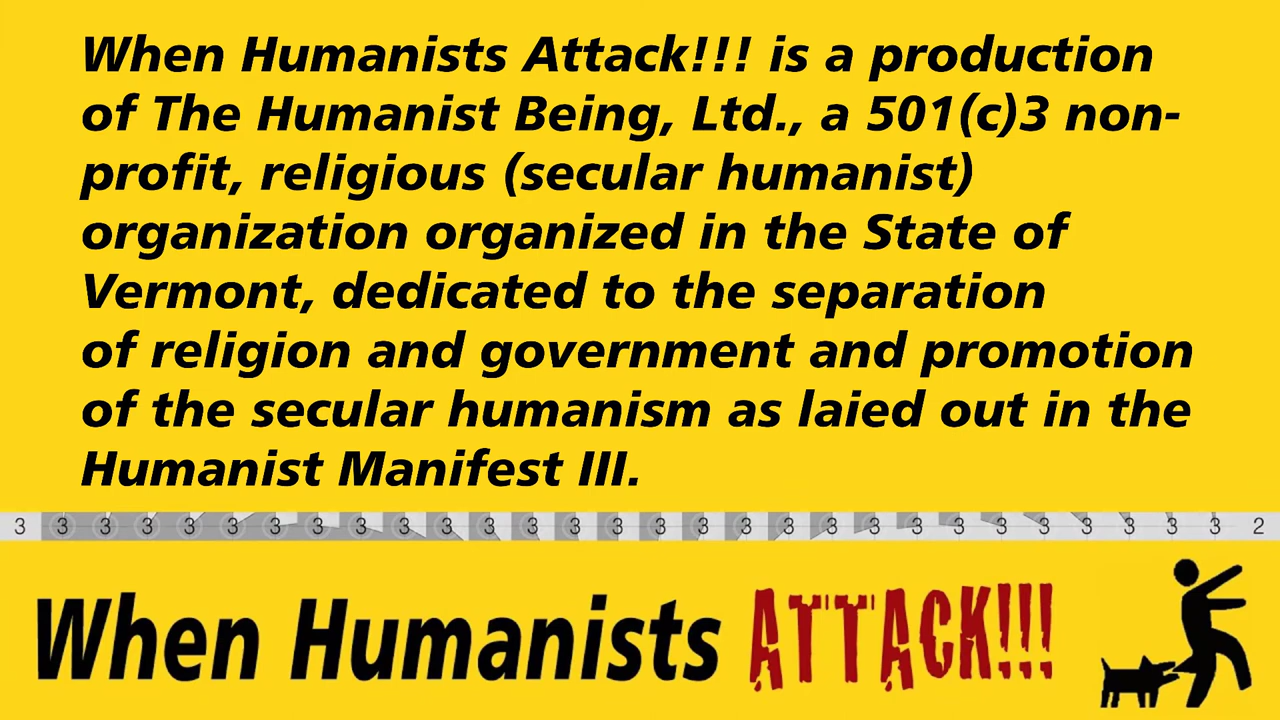 When Humanists Attack!!! is a production
of The Humanist Being, Ltd., a 501(c)3 non-
profit, religious (secular humanist)
organization organized in the State of
Vermont, dedicated to the separation
of religion and government and promotion
of the secular humanism as laied out in the
Humanist Manifest III.
3 3 3 3 3 3 3 3 3 3 3 3 3 3 3 3 3 3 3 3 3 3 3 3 3 3 3 3 3 2
When Humanists ATTACK!!!